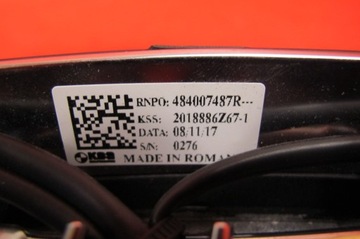 RNPO: 484007487R---
KSS: 2018886Z67-1
DATA: 08/11/17
KSS S/N: 0276
MADE IN ROMAN